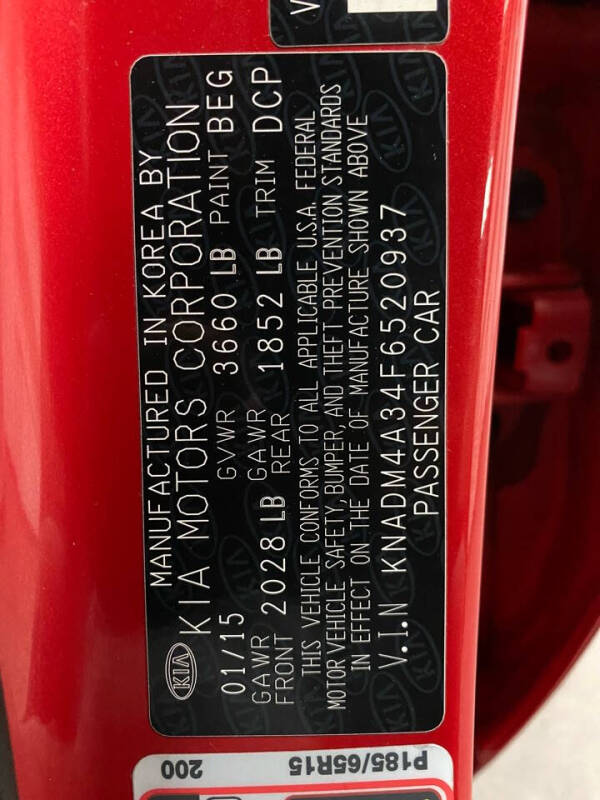 V
MANUFACTURED IN KOREA BY
KIA KIA MOTORS CORPORATION
01/15 GVWR 3660 LB PAINT BEG
GAWR FRONT 2028 LB GAWR REAR 1852 LB TRIM DCP
THIS VEHICLE CONFORMS TO ALL APPLICABLE U.S.A. FEDERAL
MOTOR VEHICLE SAFETY, BUMPER, AND THEFT PREVENTION STANDARDS
IN EFFECT ON THE DATE OF MANUFACTURE SHOWN ABOVE
V.I.N KNADM4A34F6520937
PASSENGER CAR
P185/65R15
200